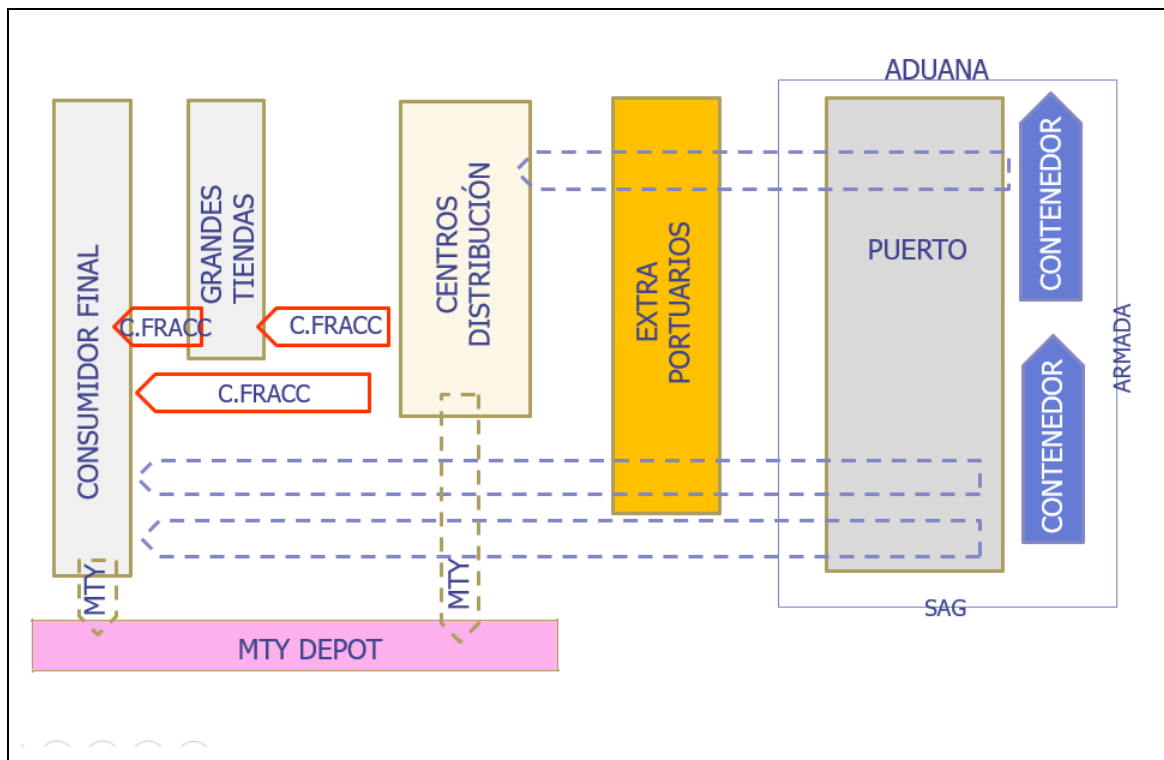 ADUANA
CONSUMIDOR FINAL
GRANDES
TIENDAS
CENTROS
DISTRIBUCIÓN
EXTRA
PORTUARIOS
PUERTO
CONTENEDOR
CONTENEDOR
ARMADA
C.FRACC
C.FRACC
C.FRACC
MTY
MTY
SAG
MTY DEPOT